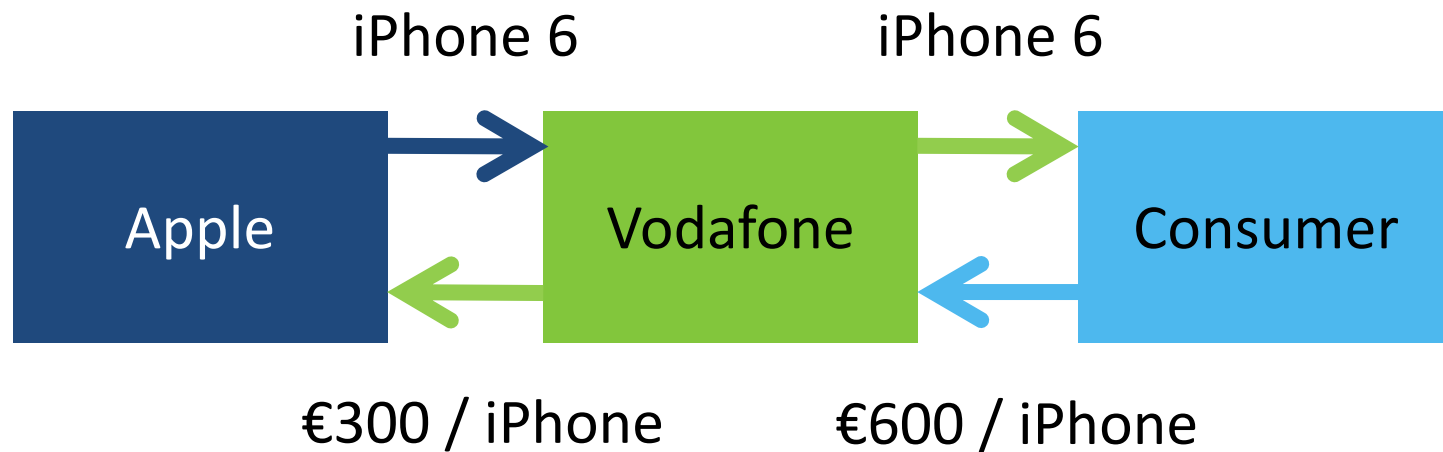 iPhone 6
iPhone 6
Apple
Vodafone
Consumer
€300 / iPhone
€600 / iPhone